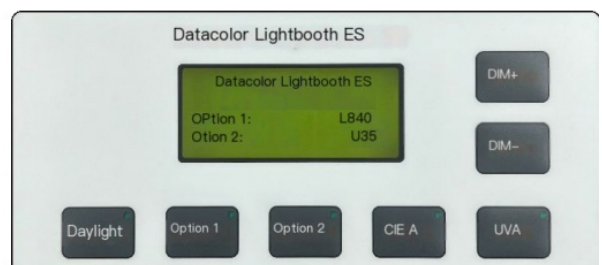 Datacolor Lightbooth ES
Datacolor Lightbooth ES
OPtion 1: L840
Otion 2: U35
DIM+
DIM-
Daylight
Option 1
Option 2
CIE A
UVA